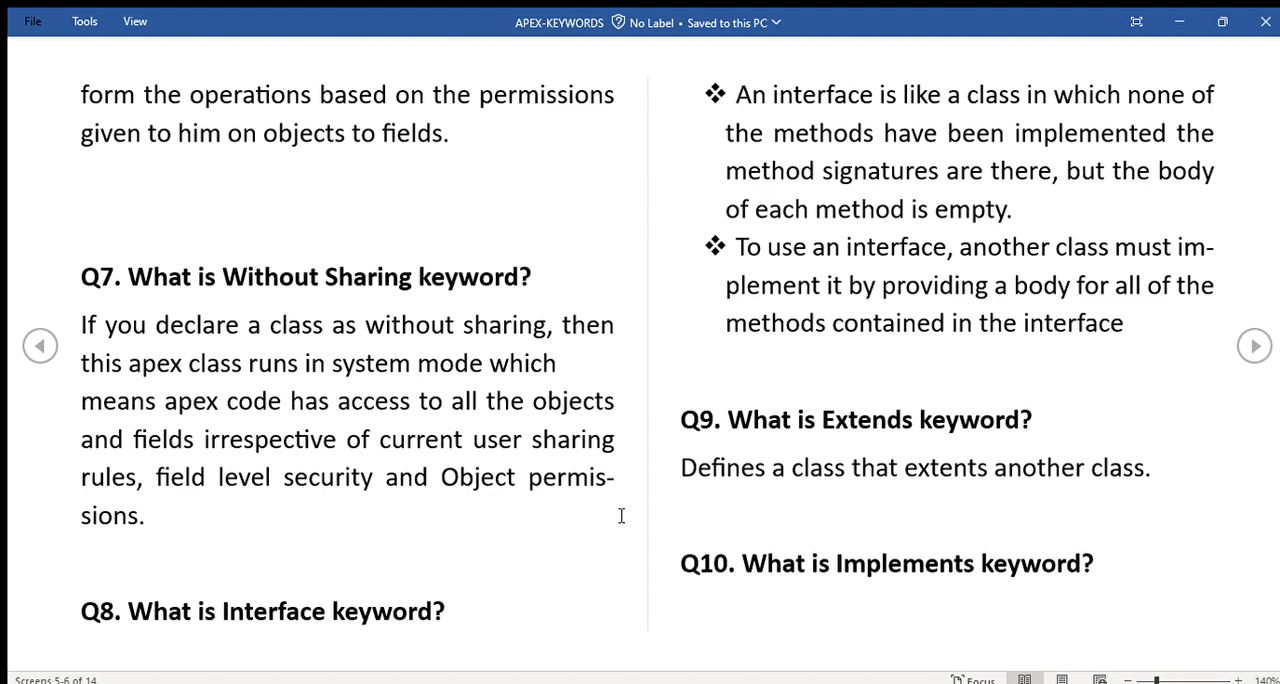 File Tools View APEX-KEYWORDS No Label • Saved to this PC
form the operations based on the permissions
given to him on objects to fields.
Q7. What is Without Sharing keyword?
If you declare a class as without sharing, then
this apex class runs in system mode which
means apex code has access to all the objects
and fields irrespective of current user sharing
rules, field level security and Object permis-
sions.
Q8. What is Interface keyword?
❖ An interface is like a class in which none of
the methods have been implemented the
method signatures are there, but the body
of each method is empty.
❖ To use an interface, another class must im-
plement it by providing a body for all of the
methods contained in the interface
Q9. What is Extends keyword?
Defines a class that extents another class.
Q10. What is Implements keyword?
Screens 5-6 of 14 Focus 140%